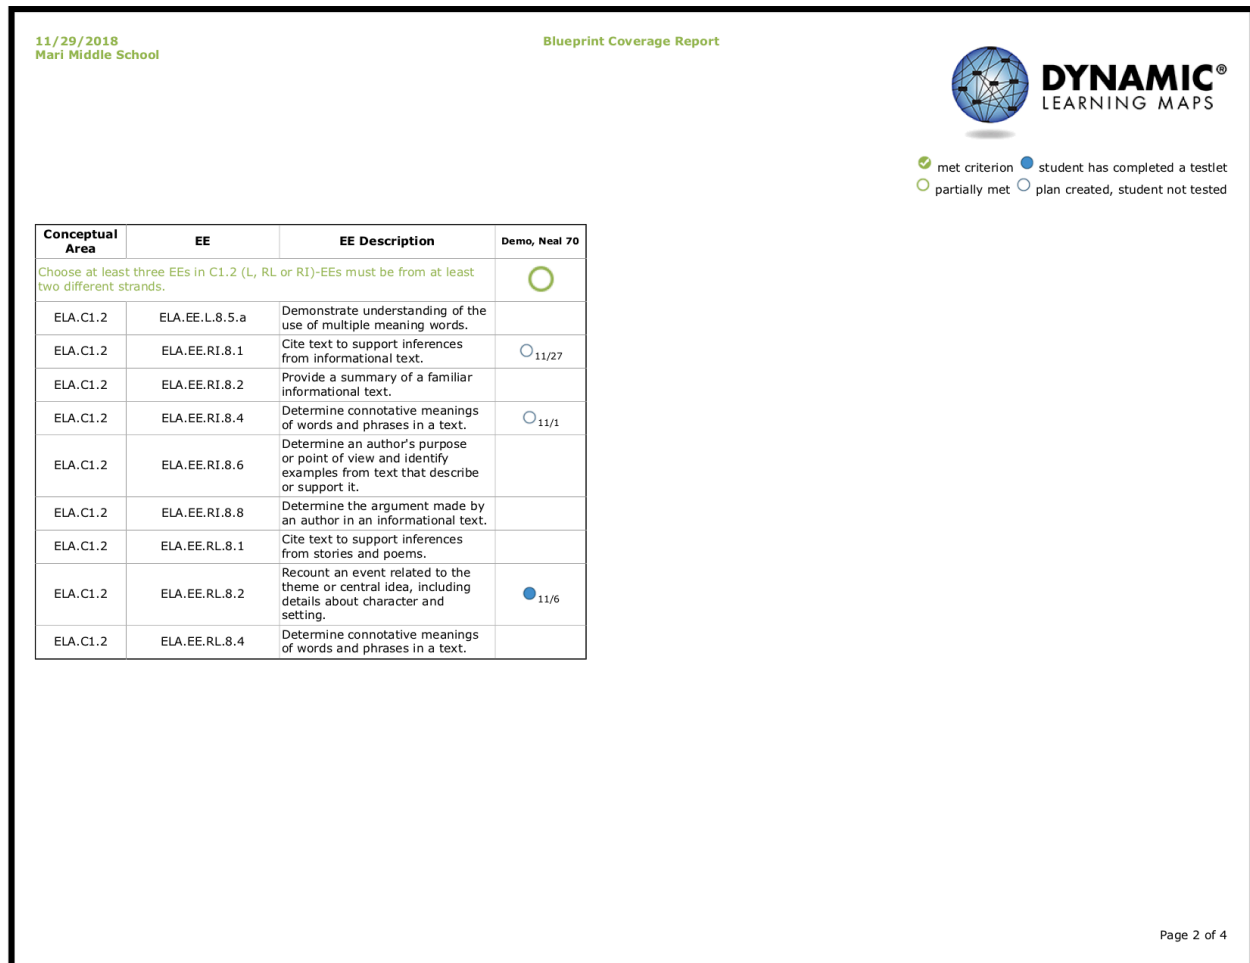 11/29/2018
Mari Middle School
Blueprint Coverage Report
DYNAMIC®
LEARNING MAPS
met criterion student has completed a testlet
partially met plan created, student not tested
Conceptual Area EE EE Description Demo, Neal 70
Choose at least three EEs in C1.2 (L, RL or RI)-EEs must be from at least
two different strands.
ELA.C1.2 ELA.EE.L.8.5.a Demonstrate understanding of the
use of multiple meaning words.
ELA.C1.2 ELA.EE.RI.8.1 Cite text to support inferences
from informational text. 11/27
ELA.C1.2 ELA.EE.RI.8.2 Provide a summary of a familiar
informational text.
ELA.C1.2 ELA.EE.RI.8.4 Determine connotative meanings
of words and phrases in a text. 11/1
ELA.C1.2 ELA.EE.RI.8.6 Determine an author's purpose
or point of view and identify
examples from text that describe
or support it.
ELA.C1.2 ELA.EE.RI.8.8 Determine the argument made by
an author in an informational text.
ELA.C1.2 ELA.EE.RL.8.1 Cite text to support inferences
from stories and poems.
ELA.C1.2 ELA.EE.RL.8.2 Recount an event related to the
theme or central idea, including
details about character and
setting. 11/6
ELA.C1.2 ELA.EE.RL.8.4 Determine connotative meanings
of words and phrases in a text.
Page 2 of 4